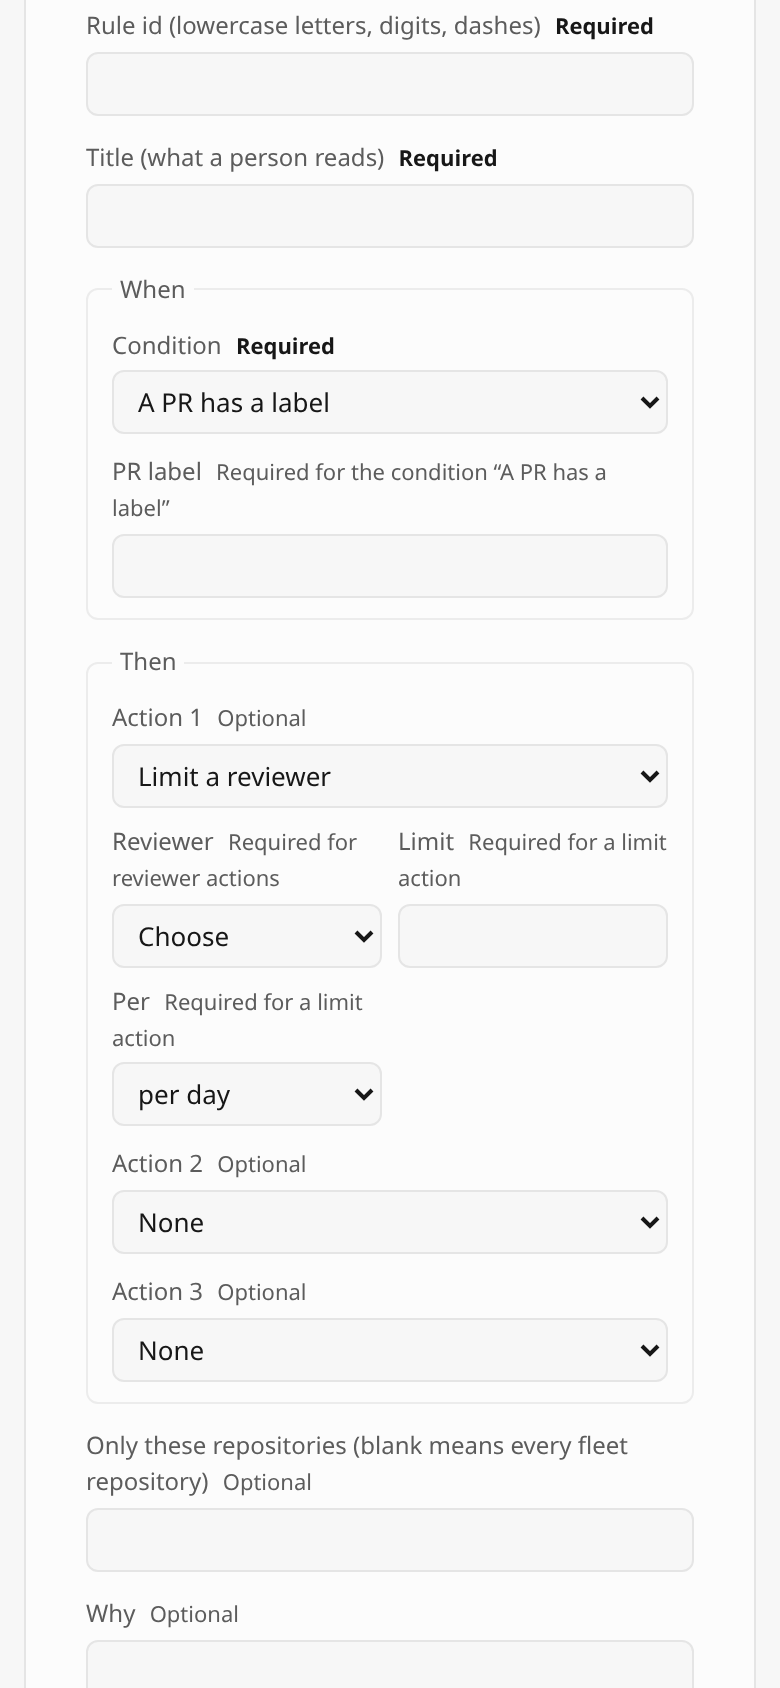 Rule id (lowercase letters, digits, dashes) Required
Title (what a person reads) Required
When
Condition Required
A PR has a label
PR label Required for the condition “A PR has a
label”
Then
Action 1 Optional
Limit a reviewer
Reviewer Required for
reviewer actions
Limit Required for a limit
action
Choose
Per Required for a limit
action
per day
Action 2 Optional
None
Action 3 Optional
None
Only these repositories (blank means every fleet
repository) Optional
Why Optional